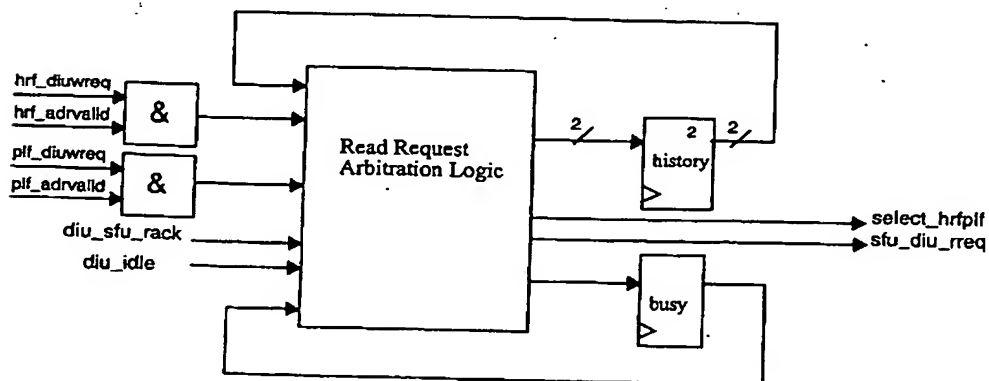 hrf_diuwreq
hrf_adrvalid
&
plf_diuwreq
plf_adrvalid
&
diu_sfu_rack
diu_idle
Read Request
Arbitration Logic
2
2
2
history
select_hrfplf
sfu_diu_rreq
busy